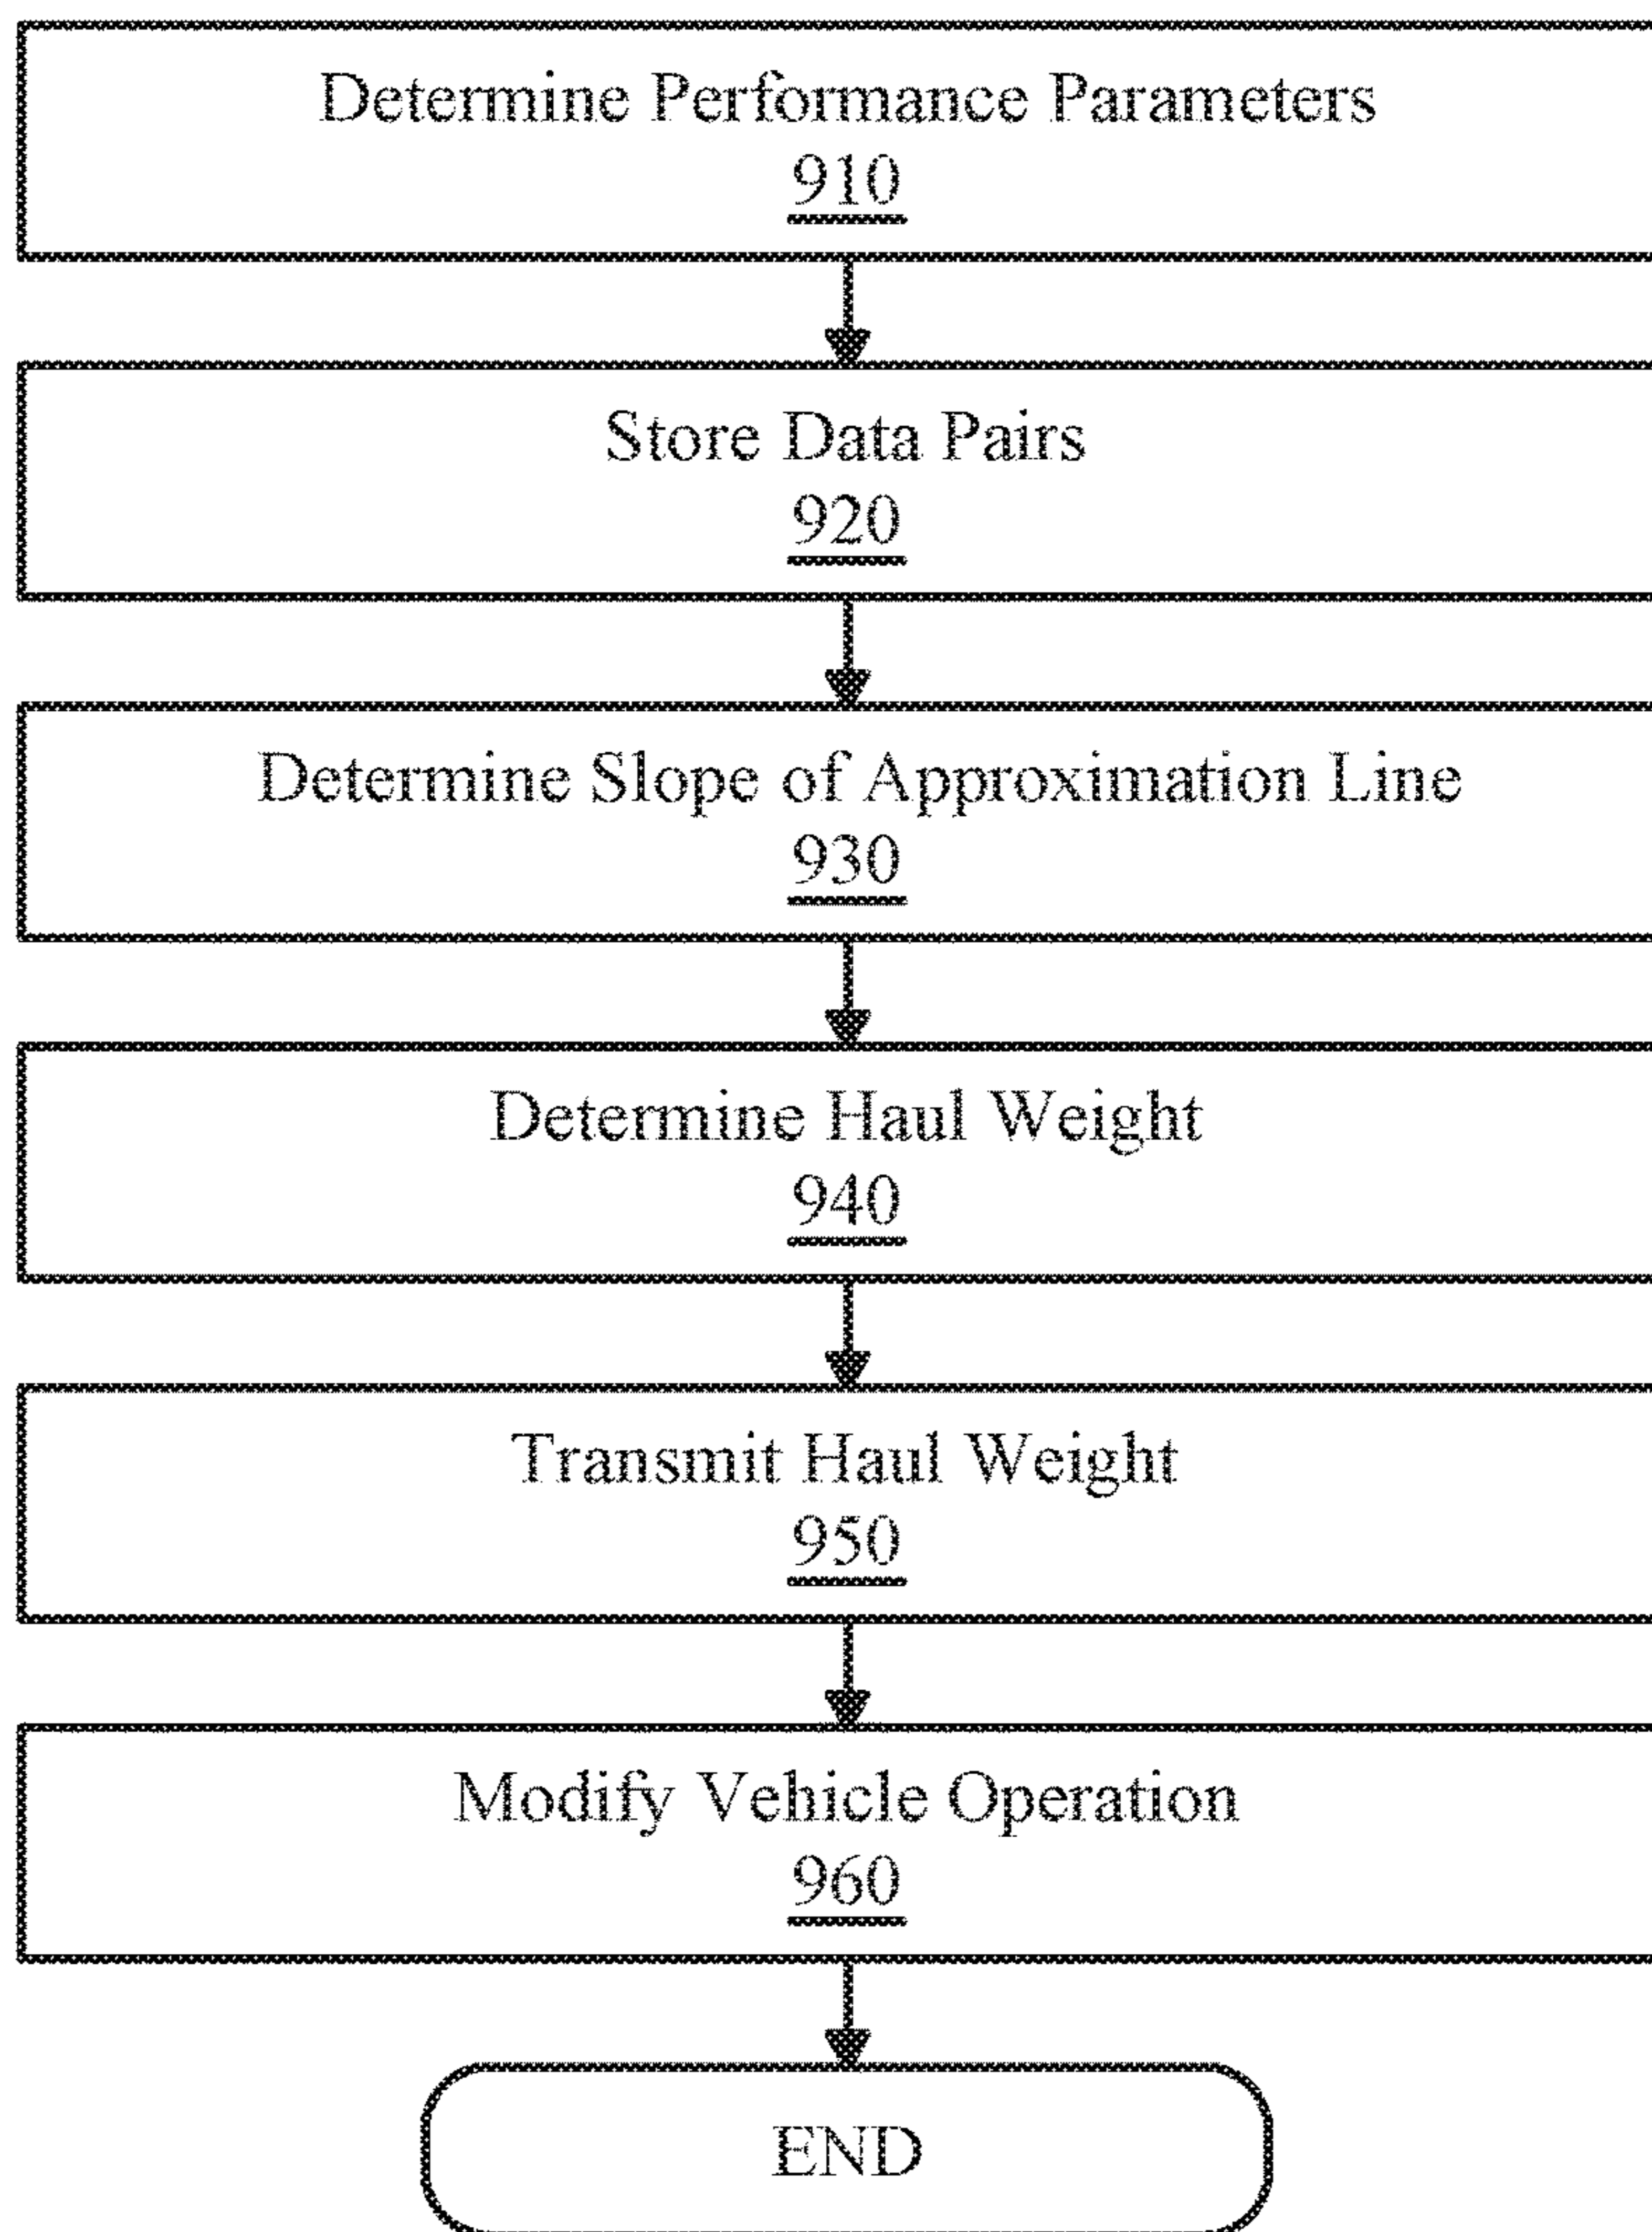 Determine Performance Parameters
910
Store Data Pairs
920
Determine Slope of Approximation Line
930
Determine Haul Weight
940
Transmit Haul Weight
950
Modify Vehicle Operation
960
END